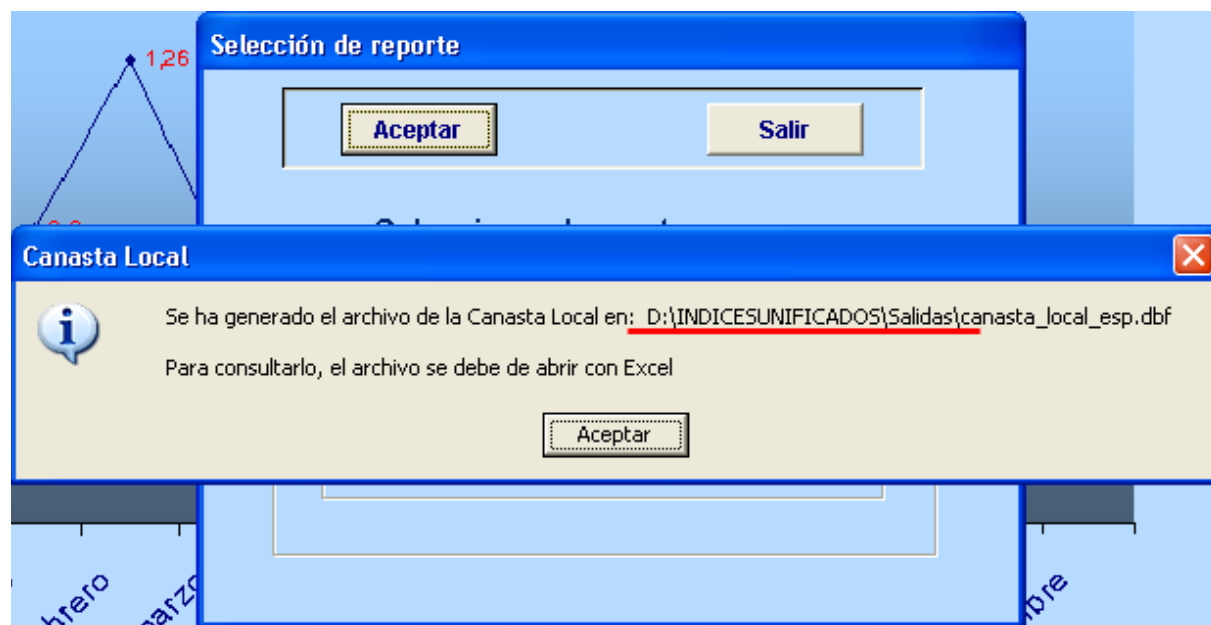 Selección de reporte
1,26
Aceptar
Salir
Canasta Local
Se ha generado el archivo de la Canasta Local en: D:\INDICESUNIFICADOS\Salidas\canasta_local_esp.dbf
Para consultarlo, el archivo se debe de abrir con Excel
Aceptar